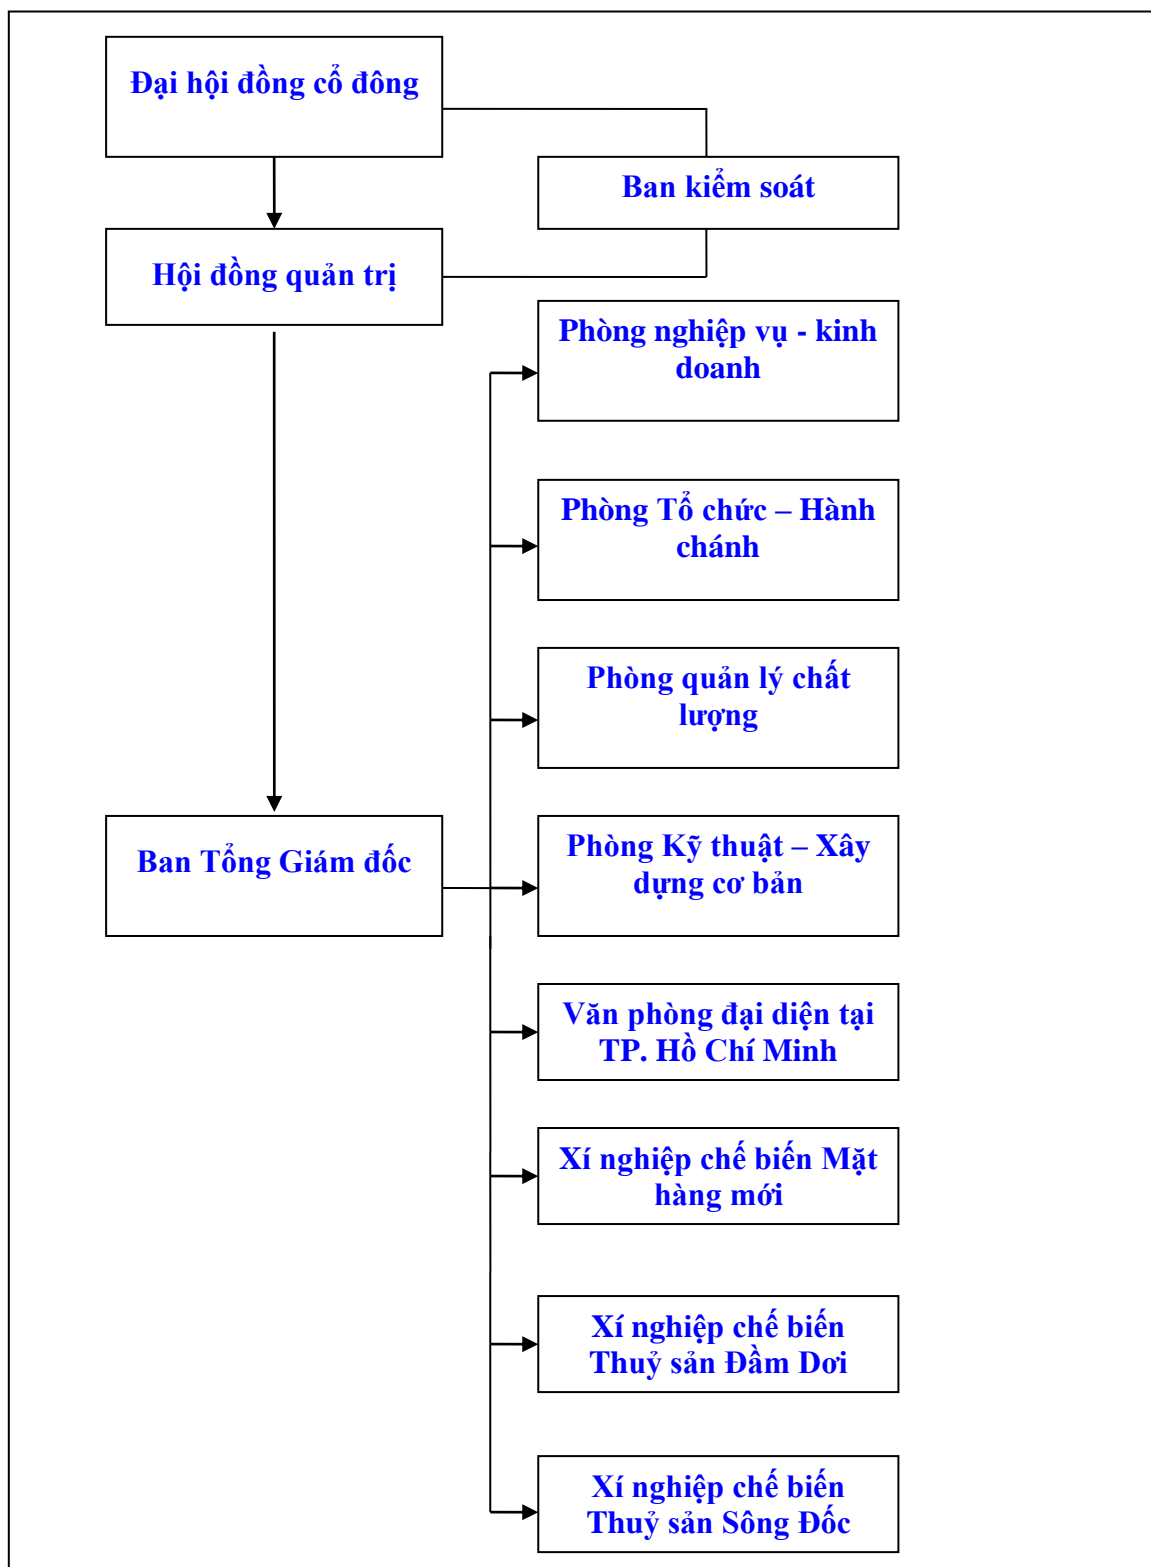 Đại hội đồng cổ đông
Ban kiểm soát
Hội đồng quản trị
Phòng nghiệp vụ - kinh
doanh
Phòng Tổ chức – Hành
chánh
Phòng quản lý chất
lượng
Ban Tổng Giám đốc
Phòng Kỹ thuật – Xây
dựng cơ bản
Văn phòng đại diện tại
TP. Hồ Chí Minh
Xí nghiệp chế biến Mặt
hàng mới
Xí nghiệp chế biến
Thuỷ sản Đầm Dơi
Xí nghiệp chế biến
Thuỷ sản Sông Đốc